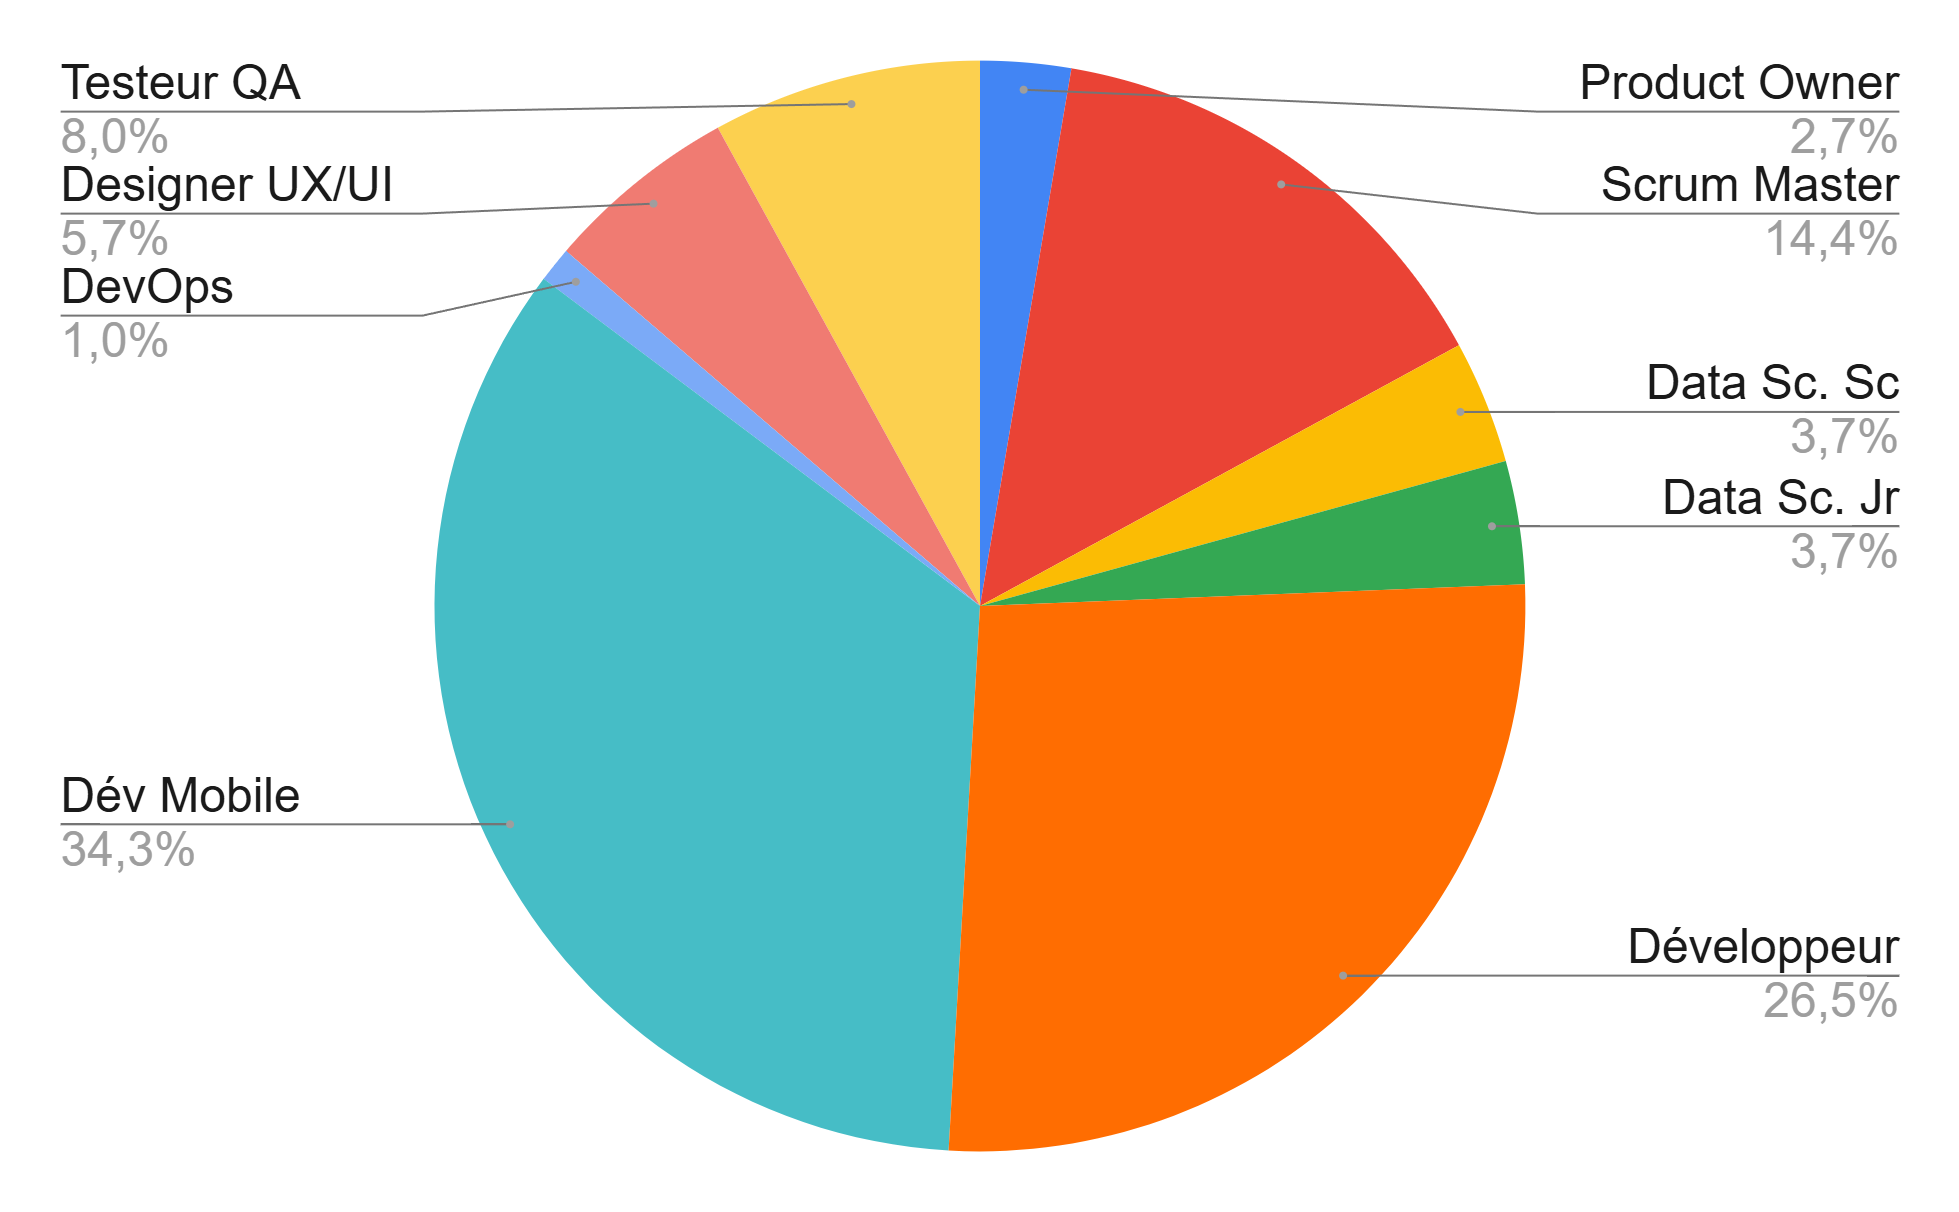 Testeur QA
8,0%
Designer UX/UI
5,7%
DevOps
1,0%
Dév Mobile
34,3%
Product Owner
2,7%
Scrum Master
14,4%
Data Sc. Sc
3,7%
Data Sc. Jr
3,7%
Développeur
26,5%